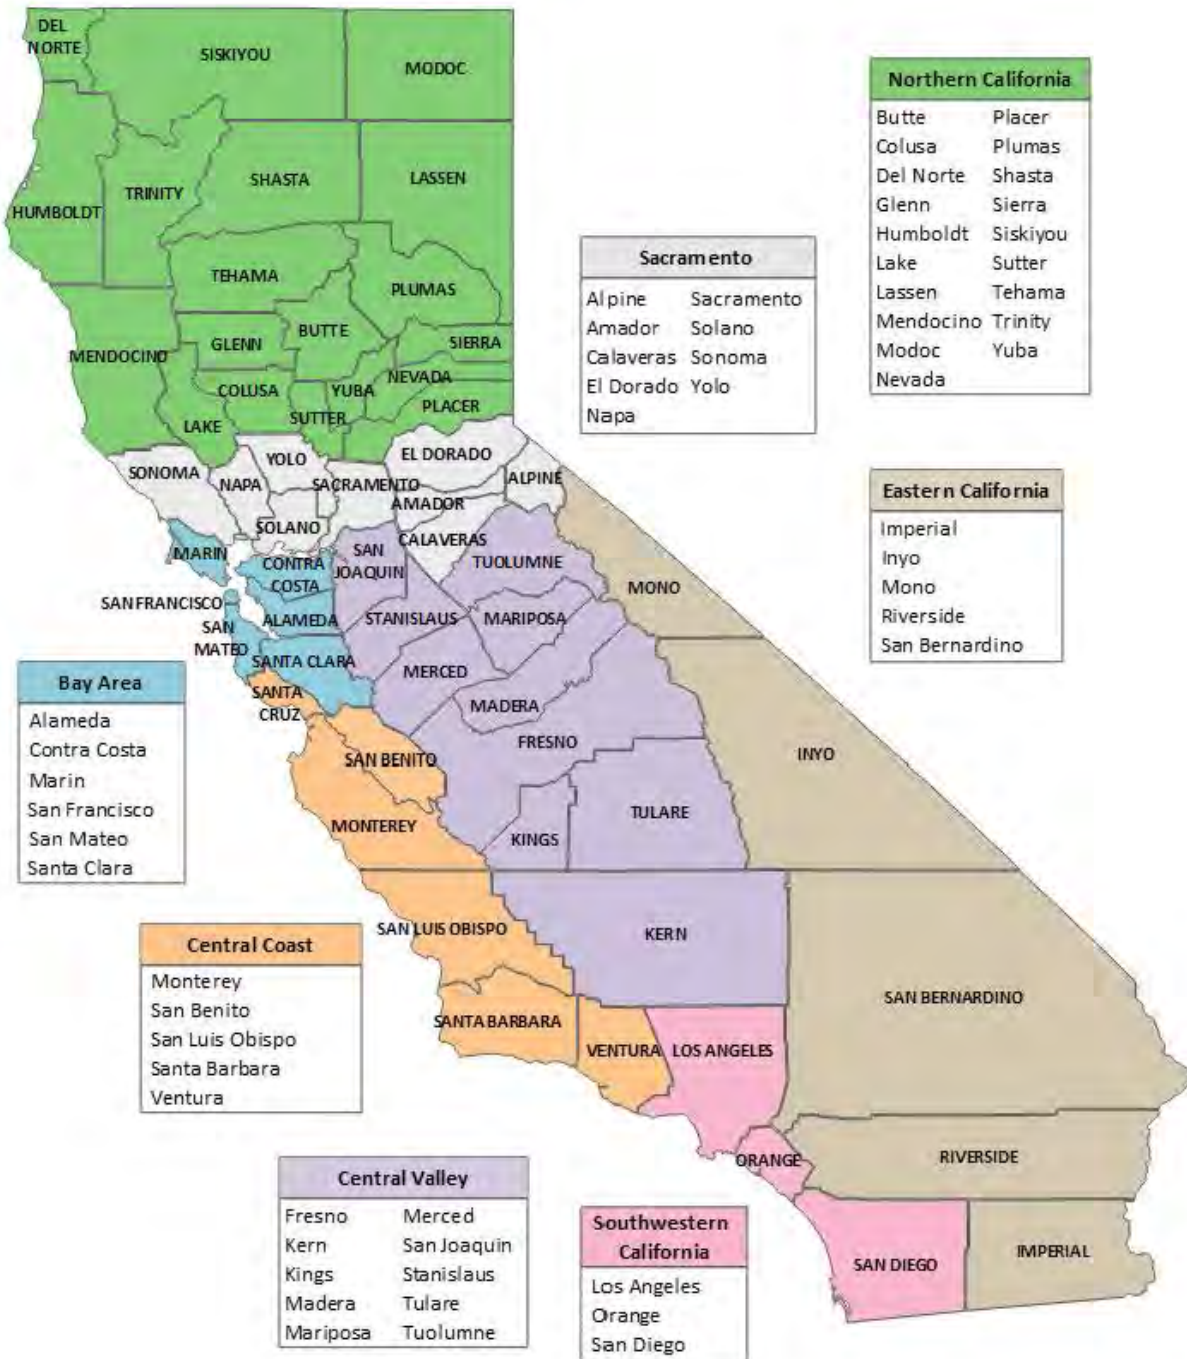 DEL
NORTE
SISKIYOU
MODOC
HUMBOLDT
TRINITY
SHASTA
LASSEN
TEHAMA
PLUMAS
MENDOCINO
GLENN
BUTTE
SIERRA
COLUSA
YUBA
NEVADA
LAKE
SUTTER
PLACER
SONOMA
NAPA
YOLO
SACRAMENTO
EL DORADO
ALPINE
SOLANO
AMADOR
CALAVERAS
MARIN
CONTRA
COSTA
SAN
JOAQUIN
TUOLUMNE
MONO
SAN FRANCISCO
ALAMEDA
STANISLAUS
MARIPOSA
SAN
MATEO
SANTA CLARA
MERCED
SANTA
CRUZ
MADERA
FRESNO
SAN BENITO
INYO
MONTEREY
KINGS
TULARE
SAN LUIS OBISPO
KERN
SAN BERNARDINO
SANTA BARBARA
VENTURA
LOS ANGELES
ORANGE
RIVERSIDE
SAN DIEGO
IMPERIAL
Northern California
Butte Placer
Colusa Plumas
Del Norte Shasta
Glenn Sierra
Humboldt Siskiyou
Lake Sutter
Lassen Tehama
Mendocino Trinity
Modoc Yuba
Nevada
Sacramento
Alpine Sacramento
Amador Solano
Calaveras Sonoma
El Dorado Yolo
Napa
Eastern California
Imperial
Inyo
Mono
Riverside
San Bernardino
Bay Area
Alameda
Contra Costa
Marin
San Francisco
San Mateo
Santa Clara
Central Coast
Monterey
San Benito
San Luis Obispo
Santa Barbara
Ventura
Central Valley
Fresno Merced
Kern San Joaquin
Kings Stanislaus
Madera Tulare
Mariposa Tuolumne
Southwestern
California
Los Angeles
Orange
San Diego